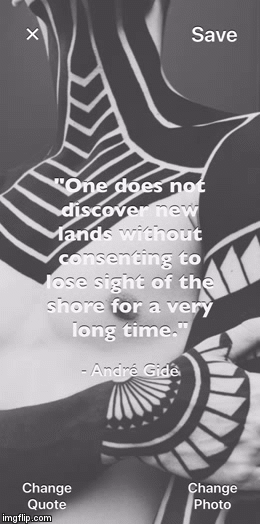 × Save
"One does not
discover new
lands without
consenting to
lose sight of the
shore for a very
long time."
- André Gide
Change Change
Quote Photo
imgflip.com